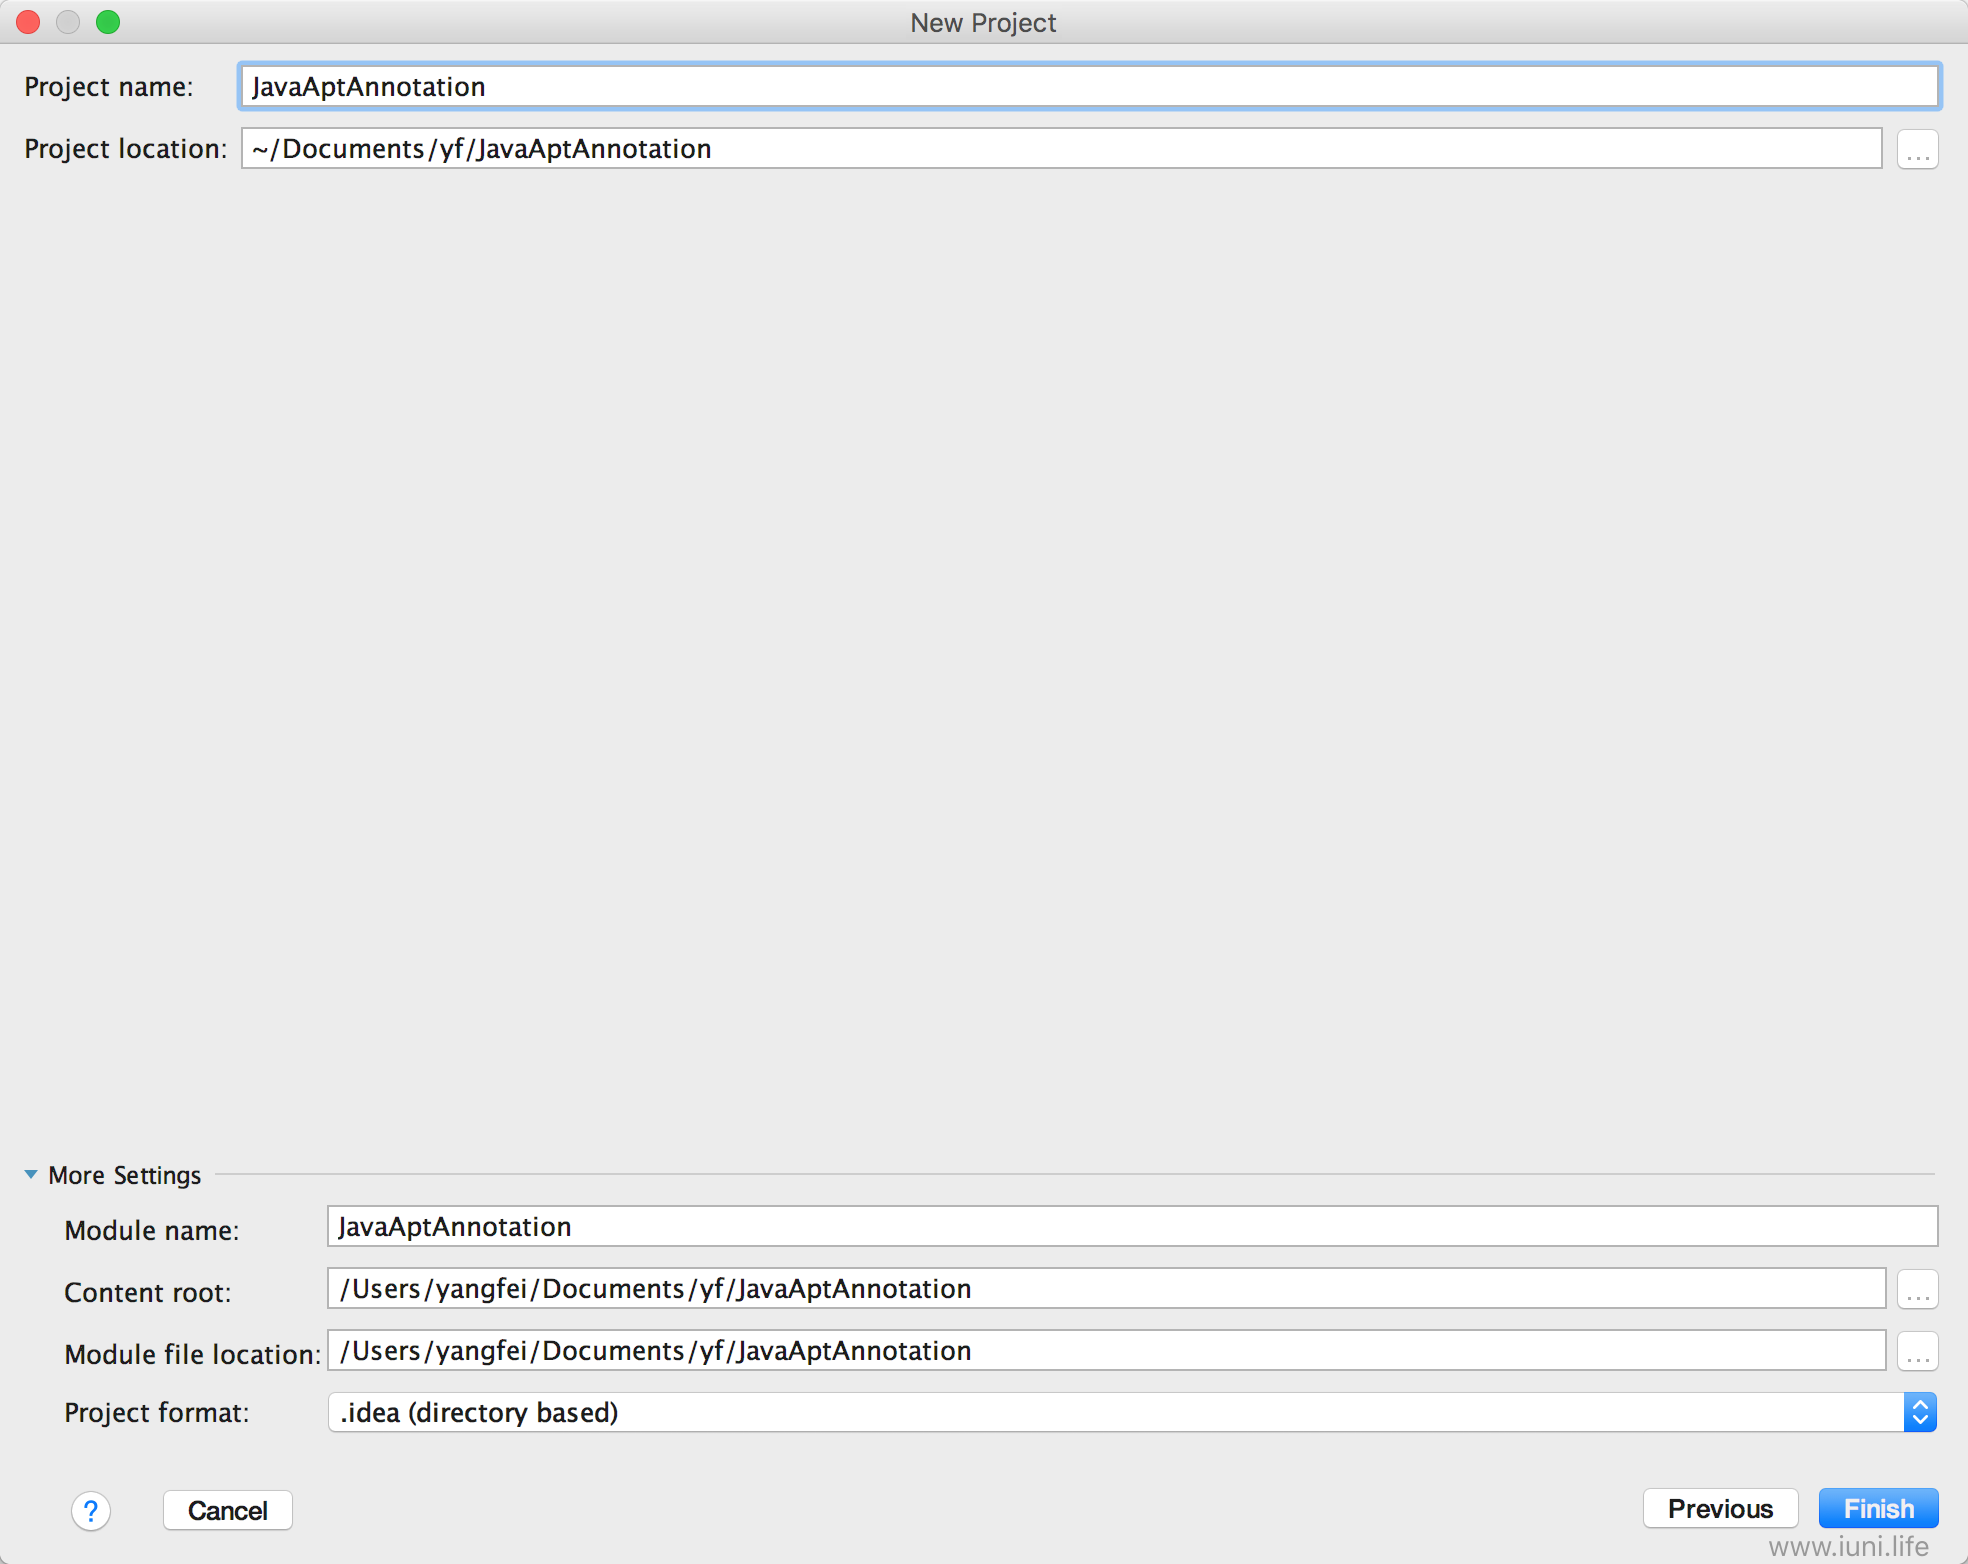 New Project
Project name: JavaAptAnnotation
Project location: ~/Documents/yf/JavaAptAnnotation ...
More Settings
Module name: JavaAptAnnotation
Content root: /Users/yangfei/Documents/yf/JavaAptAnnotation ...
Module file location: /Users/yangfei/Documents/yf/JavaAptAnnotation ...
Project format: .idea (directory based)
? Cancel Previous Finish
www.iuni.life